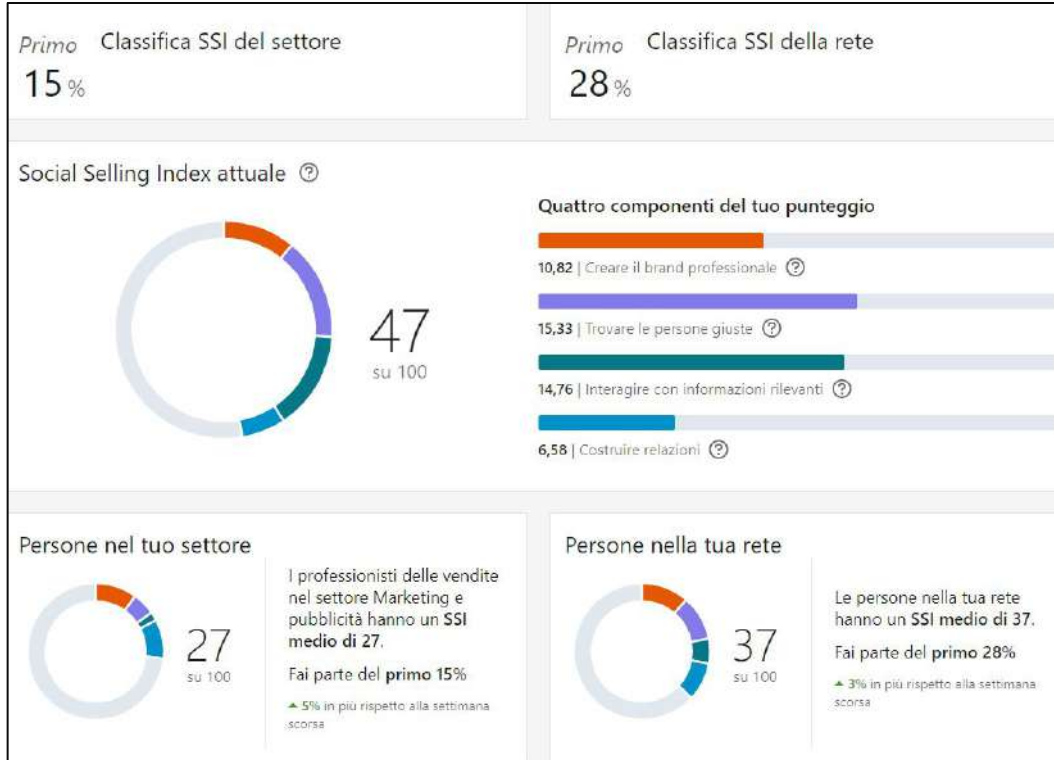 Primo Classifica SSI del settore
15 %
Primo Classifica SSI della rete
28 %
Social Selling Index attuale ?
47
su 100
Quattro componenti del tuo punteggio
10,82 | Creare il brand professionale ?
15,33 | Trovare le persone giuste ?
14,76 | Interagire con informazioni rilevanti ?
6,58 | Costruire relazioni ?
Persone nel tuo settore
27
su 100
I professionisti delle vendite
nel settore Marketing e
pubblicità hanno un SSI
medio di 27.
Fai parte del primo 15%
5% in più rispetto alla settimana
scorsa
Persone nella tua rete
37
su 100
Le persone nella tua rete
hanno un SSI medio di 37.
Fai parte del primo 28%
3% in più rispetto alla settimana
scorsa